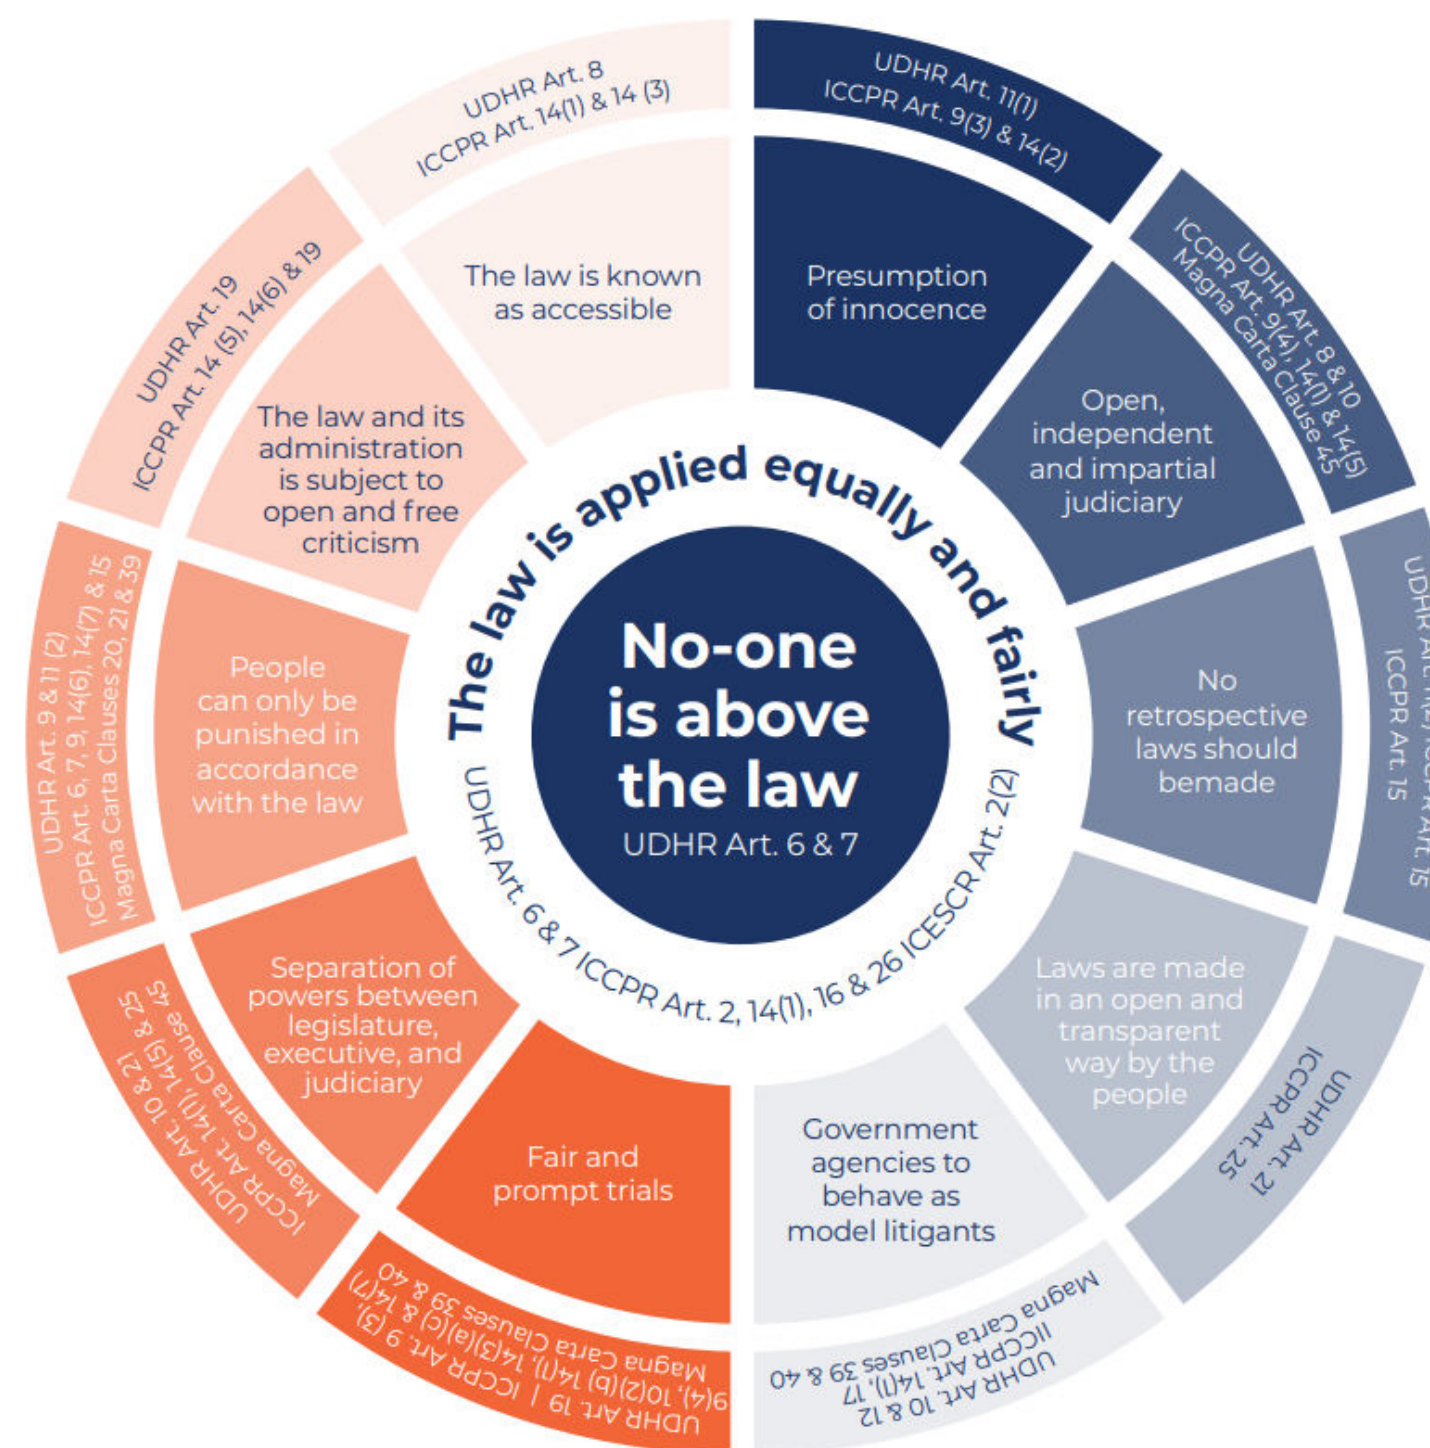 No-one
is above
the law
UDHR Art. 6 & 7
The law is applied equally and fairly
UDHR Art. 6 & 7 ICCPR Art. 2, 14(1), 16 & 26 ICESCR Art. 2(2)
UDHR Art. 11(1)
ICCPR Art. 9(3) & 14(2)
Presumption
of innocence
UDHR Art. 8 & 10
ICCPR Art. 9(4), 14(1) & 14(5)
Magna Carta Clause 45
Open,
independent
and impartial
judiciary
UDHR Art. 11(2) ICCPR Art. 15
ICCPR Art. 15
No
retrospective
laws should
bemade
UDHR Art. 21
ICCPR Art. 25
Laws are made
in an open and
transparent
way by the
people
Government
agencies to
behave as
model litigants
Magna Carta Clauses 39 & 40
IICCPR Art. 14(1), 17
UDHR Art. 10 & 12
Fair and
prompt trials
Magna Carta Clauses 39 & 40
9(4), 10(2)(b) 14(1), 14(3)(a)(c) & 14(7)
UDHR Art. 19 | ICCPR Art. 9 (3),
Separation of
powers between
legislature,
executive, and
judiciary
Magna Carta Clause 45
ICCPR Art. 14(1), 14(5) & 25
UDHR Art. 10 & 21
UDHR Art. 9 & 11 (2)
ICCPR Art. 6, 7, 9, 14(6), 14(7) & 15
Magna Carta Clauses 20, 21 & 39
People
can only be
punished in
accordance
with the law
UDHR Art. 19
ICCPR Art. 14 (5), 14(6) & 19
The law and its
administration
is subject to
open and free
criticism
UDHR Art. 8
ICCPR Art. 14(1) & 14 (3)
The law is known
as accessible